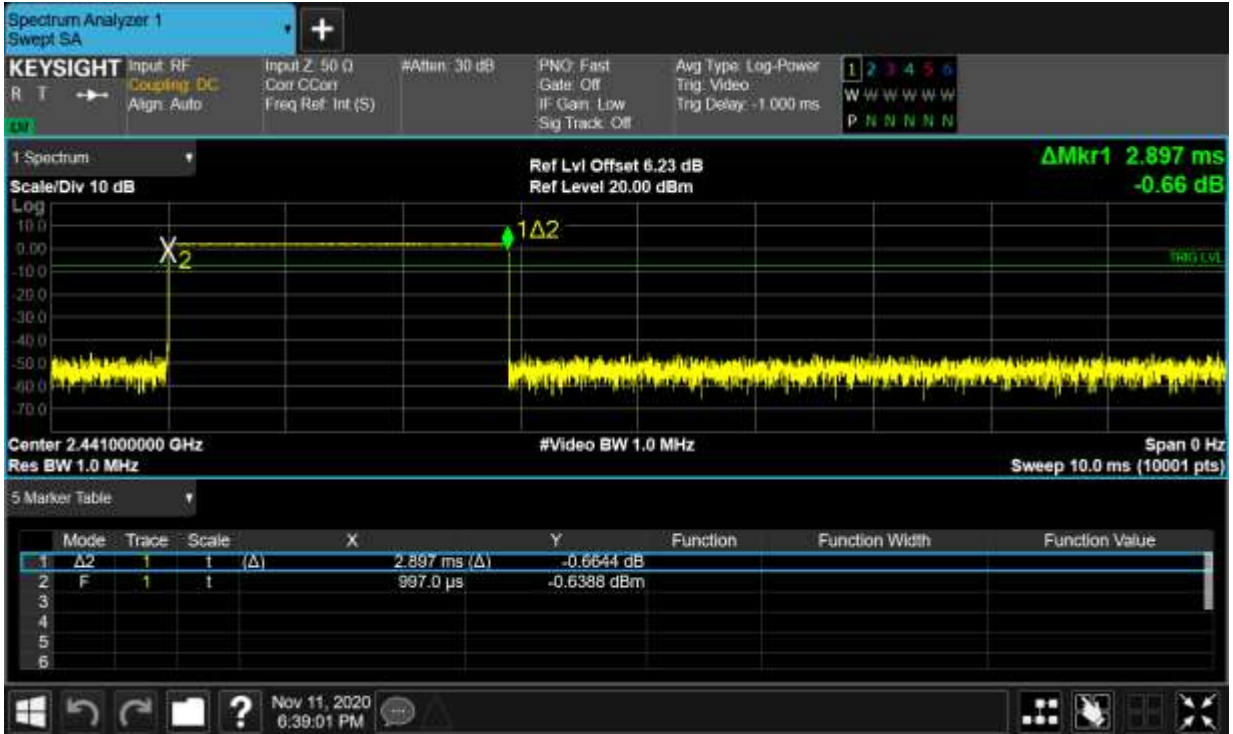 Spectrum Analyzer 1
Swept SA
+
KEYSIGHT Input: RF Input Z: 50 Ω #Atten: 30 dB PNO: Fast Avg Type: Log-Power 1 2 3 4 5 6
R T Coupling: DC Corr CCorr Gate: Off Trig: Video W W W W W W
Align: Auto Freq Ref: Int (S) IF Gain: Low Trig Delay: -1.000 ms P N N N N N
Sig Track: Off
1 Spectrum Ref Lvl Offset 6.23 dB ΔMkr1 2.897 ms
Scale/Div 10 dB Ref Level 20.00 dBm -0.66 dB
Log
10.0
1Δ2
0.00
2
TRIG LVL
-10.0
-20.0
-30.0
-40.0
-50.0
-60.0
-70.0
Center 2.441000000 GHz #Video BW 1.0 MHz Span 0 Hz
Res BW 1.0 MHz Sweep 10.0 ms (10001 pts)
5 Marker Table
Mode Trace Scale X Y Function Function Width Function Value
1 Δ2 1 t (Δ) 2.897 ms (Δ) -0.6644 dB
2 F 1 t 997.0 µs -0.6388 dBm
3
4
5
6
? Nov 11, 2020
6:39:01 PM